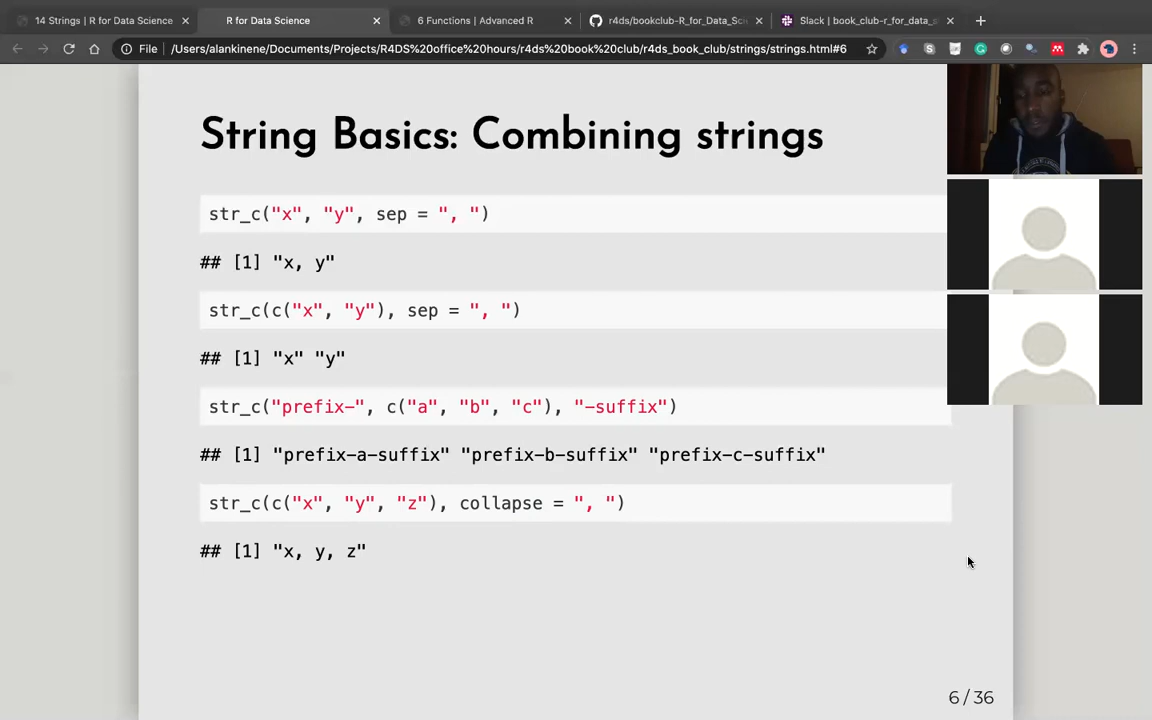 14 Strings | R for Data Science
R for Data Science
6 Functions | Advanced R
r4ds/bookclub-R_for_Data_Sci
Slack | book_club-r_for_data_s
File
/Users/alankinene/Documents/Projects/R4DS%20office%20hours/r4ds%20book%20club/r4ds_book_club/strings/strings.html#6
String Basics: Combining strings
str_c("x", "y", sep = ", ")
## [1] "x, y"
str_c(c("x", "y"), sep = ", ")
## [1] "x" "y"
str_c("prefix-", c("a", "b", "c"), "-suffix")
## [1] "prefix-a-suffix" "prefix-b-suffix" "prefix-c-suffix"
str_c(c("x", "y", "z"), collapse = ", ")
## [1] "x, y, z"
6 / 36